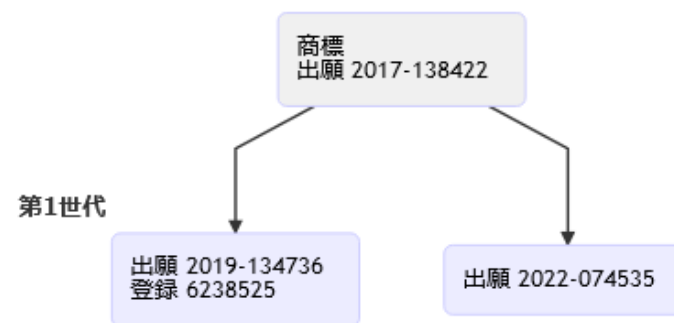 商標
出願 2017-138422
第1世代
出願 2019-134736
登録 6238525
出願 2022-074535